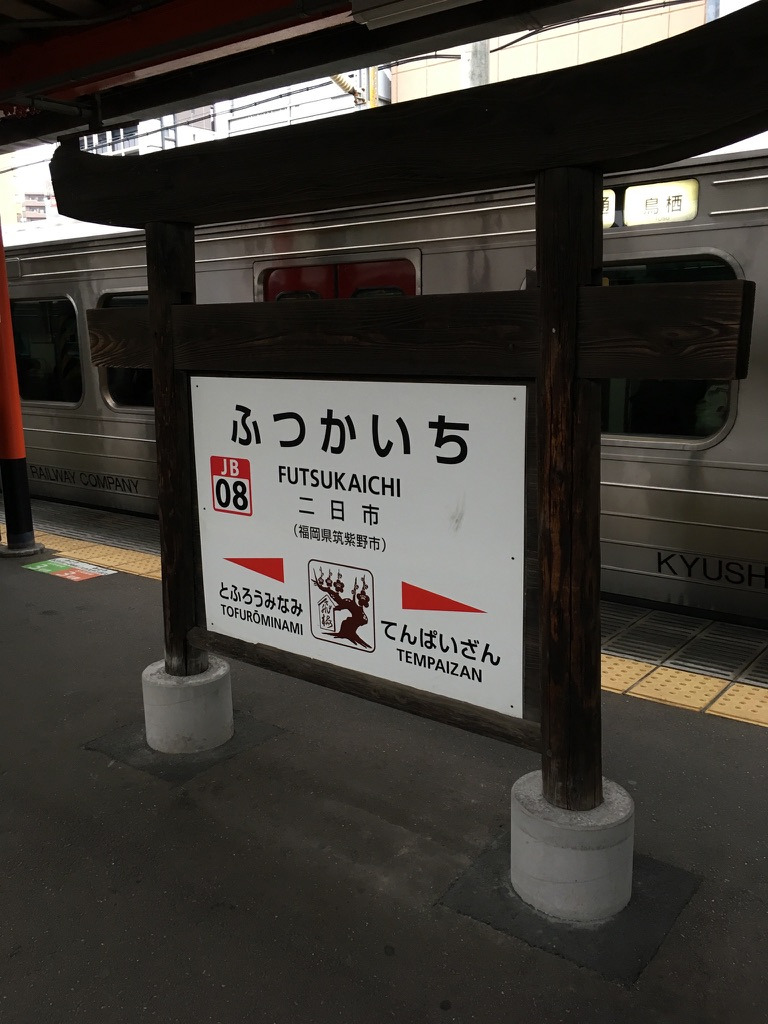 鳥栖
ふつかいち
JB
08
FUTSUKAICHI
二日市
(福岡県筑紫野市)
とふろうみなみ
TOFURŌMINAMI
てんぱいざん
TEMPAIZAN
RAILWAY COMPANY
KYUSH